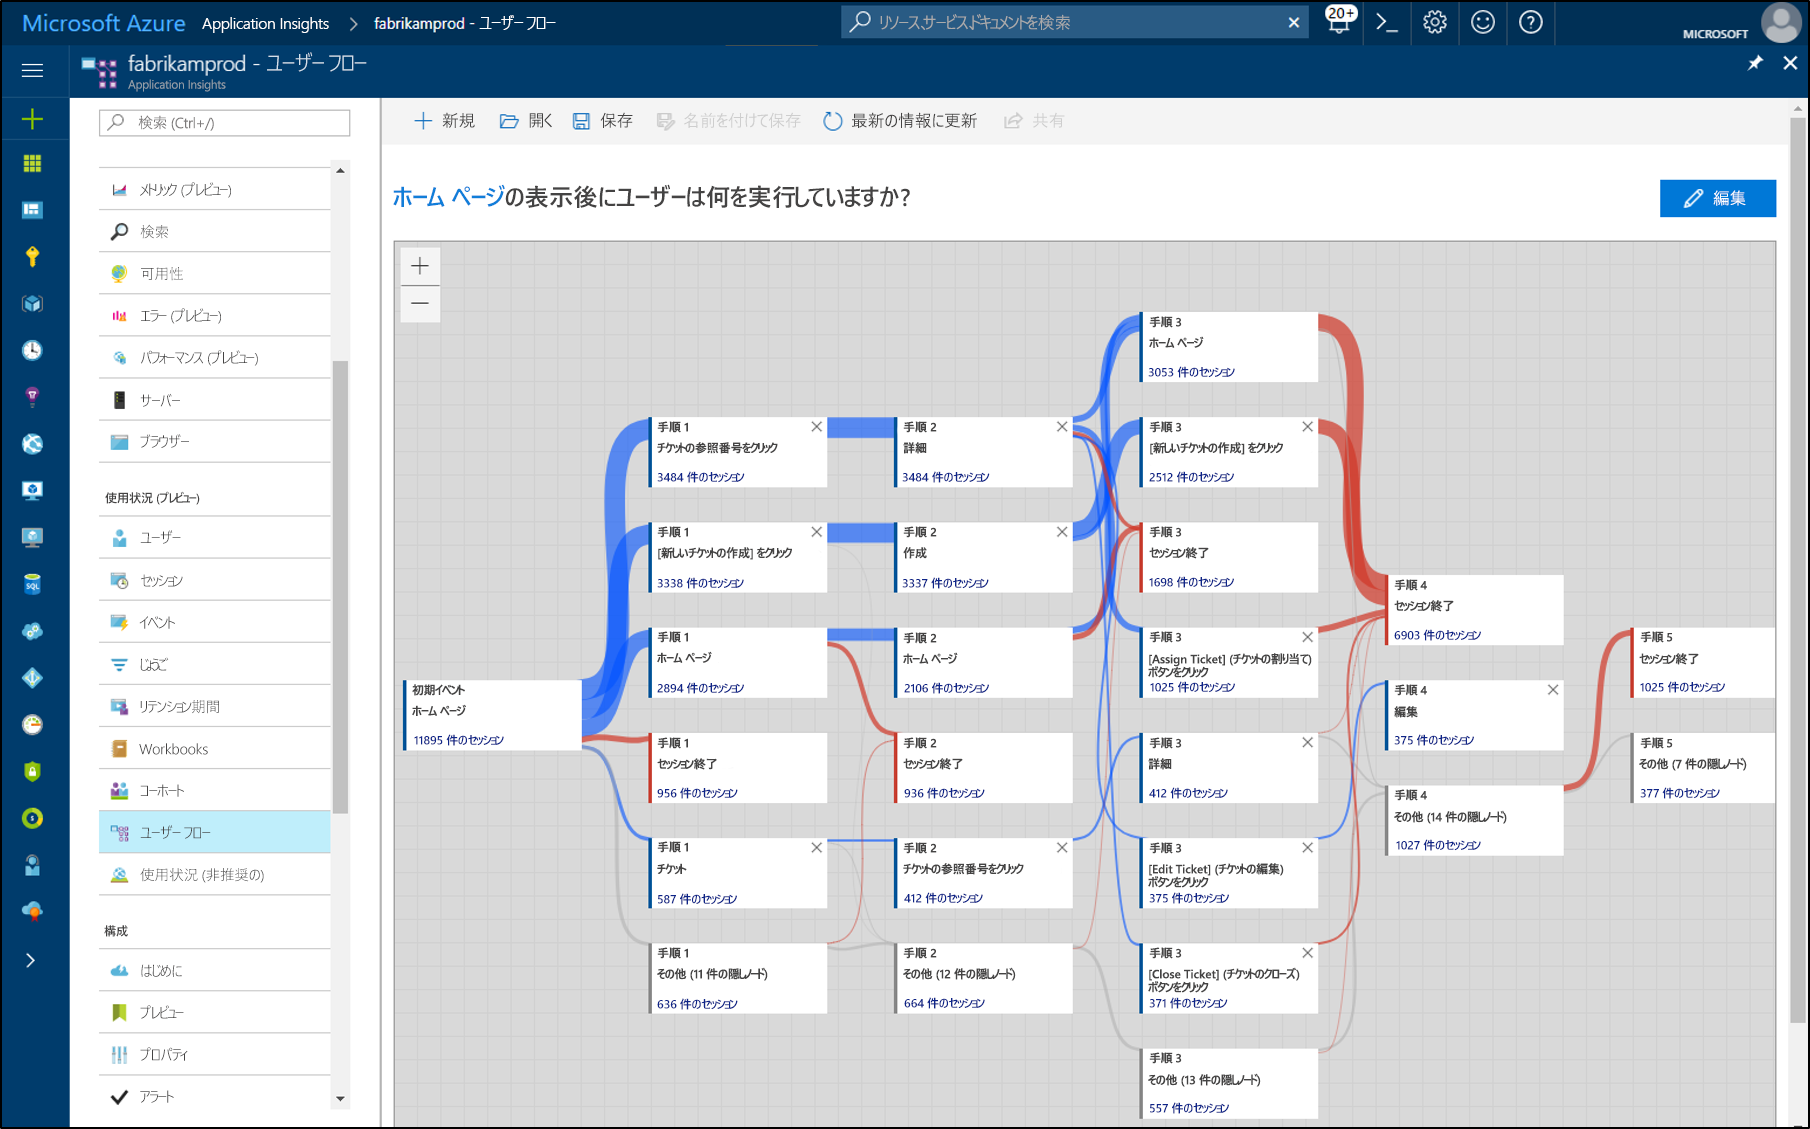 Microsoft Azure Application Insights > fabrikamprod - ユーザー フロー
リソース、サービス、ドキュメントを検索
20+
MICROSOFT
fabrikamprod - ユーザー フロー
Application Insights
検索 (Ctrl+/)
メトリック (プレビュー)
検索
可用性
エラー (プレビュー)
パフォーマンス (プレビュー)
サーバー
ブラウザー
使用状況 (プレビュー)
ユーザー
セッション
イベント
じょうご
リテンション期間
Workbooks
コーホート
ユーザー フロー
使用状況 (非推奨の)
構成
はじめに
プレビュー
プロパティ
アラート
新規
開く
保存
名前を付けて保存
最新の情報に更新
共有
ホーム ページの表示後にユーザーは何を実行していますか?
編集
初期イベント
ホーム ページ
11895 件のセッション
手順 1
チケットの参照番号をクリック
3484 件のセッション
手順 1
[新しいチケットの作成] をクリック
3338 件のセッション
手順 1
ホーム ページ
2894 件のセッション
手順 1
セッション終了
956 件のセッション
手順 1
チケット
587 件のセッション
手順 1
その他 (11 件の隠しノード)
636 件のセッション
手順 2
詳細
3484 件のセッション
手順 2
作成
3337 件のセッション
手順 2
ホーム ページ
2106 件のセッション
手順 2
セッション終了
936 件のセッション
手順 2
チケットの参照番号をクリック
412 件のセッション
手順 2
その他 (12 件の隠しノード)
664 件のセッション
手順 3
ホーム ページ
3053 件のセッション
手順 3
[新しいチケットの作成] をクリック
2512 件のセッション
手順 3
セッション終了
1698 件のセッション
手順 3
[Assign Ticket] (チケットの割り当て)
ボタンをクリック
1025 件のセッション
手順 3
詳細
412 件のセッション
手順 3
[Edit Ticket] (チケットの編集)
ボタンをクリック
375 件のセッション
手順 3
[Close Ticket] (チケットのクローズ)
ボタンをクリック
371 件のセッション
手順 3
その他 (13 件の隠しノード)
557 件のセッション
手順 4
セッション終了
6903 件のセッション
手順 4
編集
375 件のセッション
手順 4
その他 (14 件の隠しノード)
1027 件のセッション
手順 5
セッション終了
1025 件のセッション
手順 5
その他 (7 件の隠しノード)
377 件のセッション